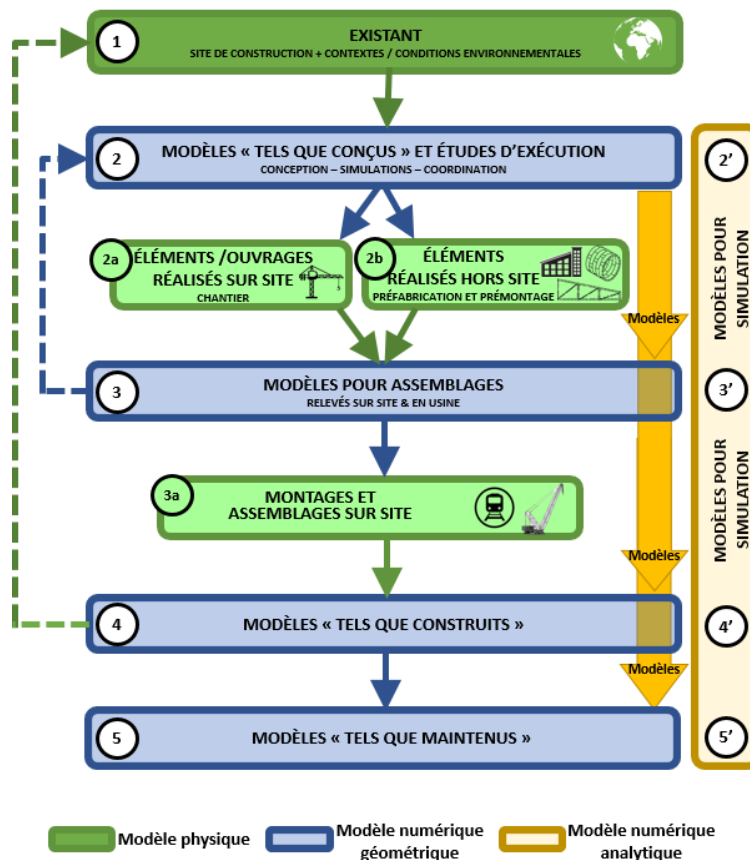 1
EXISTANT
SITE DE CONSTRUCTION + CONTEXTES / CONDITIONS ENVIRONNEMENTALES
2
MODÈLES « TELS QUE CONÇUS » ET ÉTUDES D'EXÉCUTION
CONCEPTION – SIMULATIONS – COORDINATION
2'
2a
ÉLÉMENTS /OUVRAGES
RÉALISÉS SUR SITE
CHANTIER
2b
ÉLÉMENTS
RÉALISÉS HORS SITE
PRÉFABRICATION ET PRÉMONTAGE
Modèles
MODÈLES POUR
SIMULATION
3
MODÈLES POUR ASSEMBLAGES
RELEVÉS SUR SITE & EN USINE
3'
3a
MONTAGES ET
ASSEMBLAGES SUR SITE
Modèles
MODÈLES POUR
SIMULATION
4
MODÈLES « TELS QUE CONSTRUITS »
4'
Modèles
5
MODÈLES « TELS QUE MAINTENUS »
5'
Modèle physique
Modèle numérique
géométrique
Modèle numérique
analytique